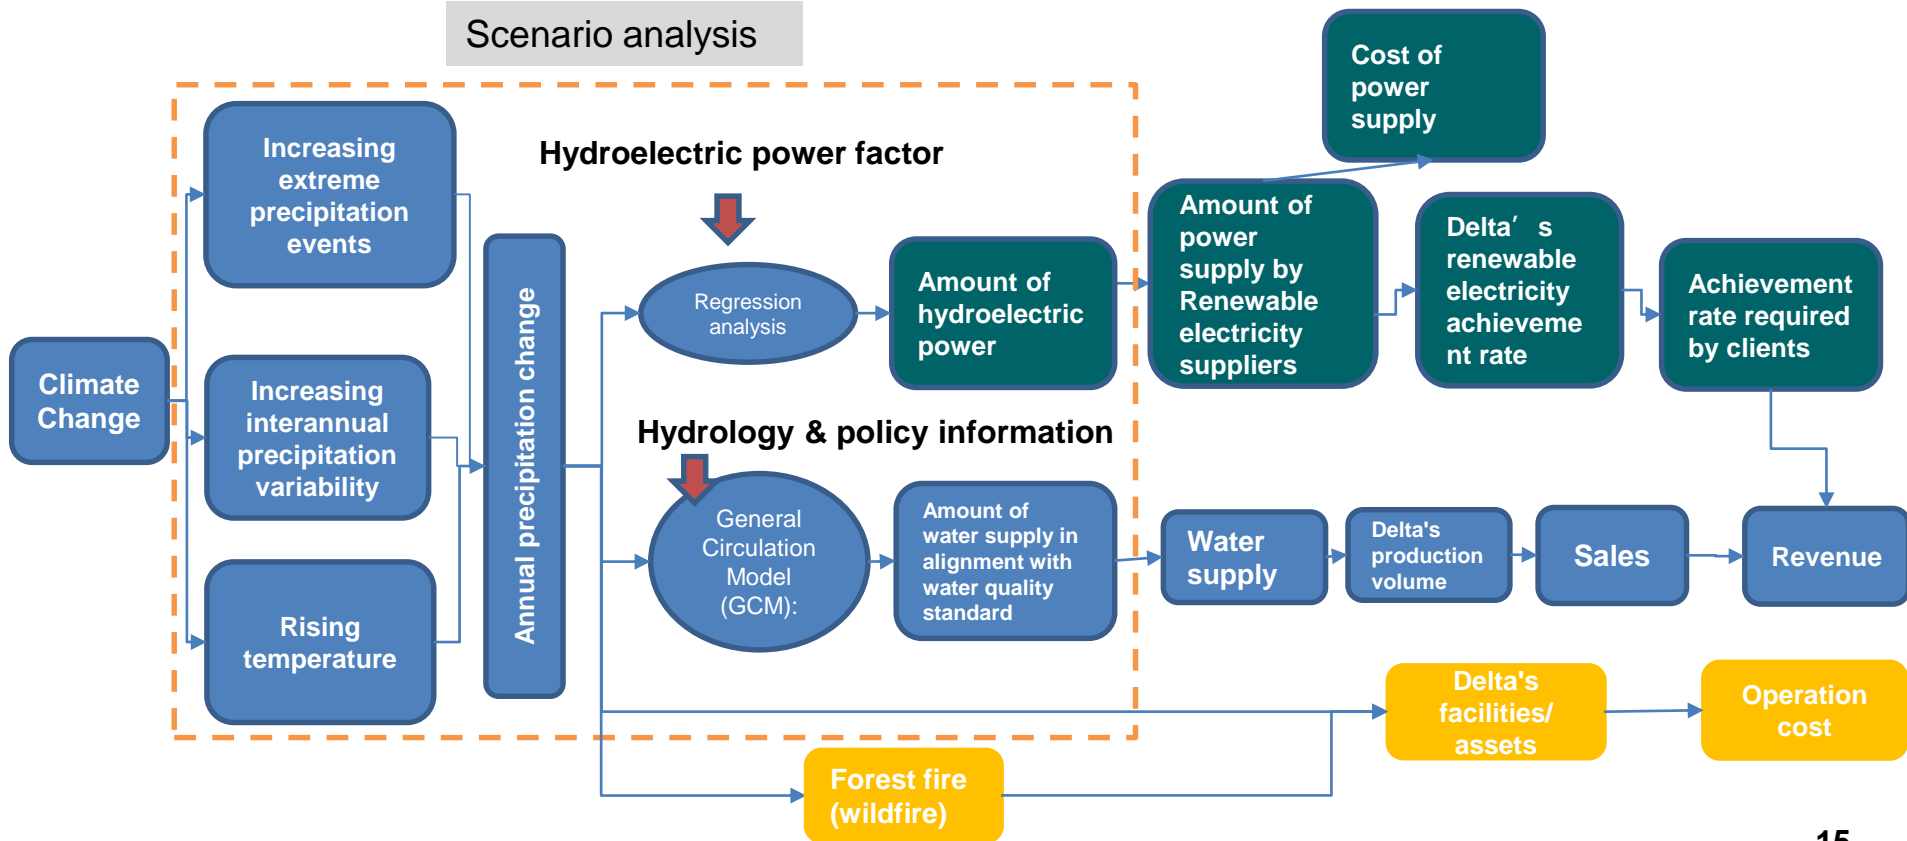 Scenario analysis
Cost of
power
supply
Increasing
extreme
precipitation
events
Hydroelectric power factor
Amount of
power
supply by
Renewable
electricity
suppliers
Delta’ s
renewable
electricity
achieveme
nt rate
Achievement
rate required
by clients
Regression
analysis
Amount of
hydroelectric
power
Annual precipitation change
Climate
Change
Increasing
interannual
precipitation
variability
Hydrology & policy information
General
Circulation
Model
(GCM):
Amount of
water supply in
alignment with
water quality
standard
Water
supply
Delta's
production
volume
Sales
Revenue
Rising
temperature
Delta's
facilities/
assets
Operation
cost
Forest fire
(wildfire)
15